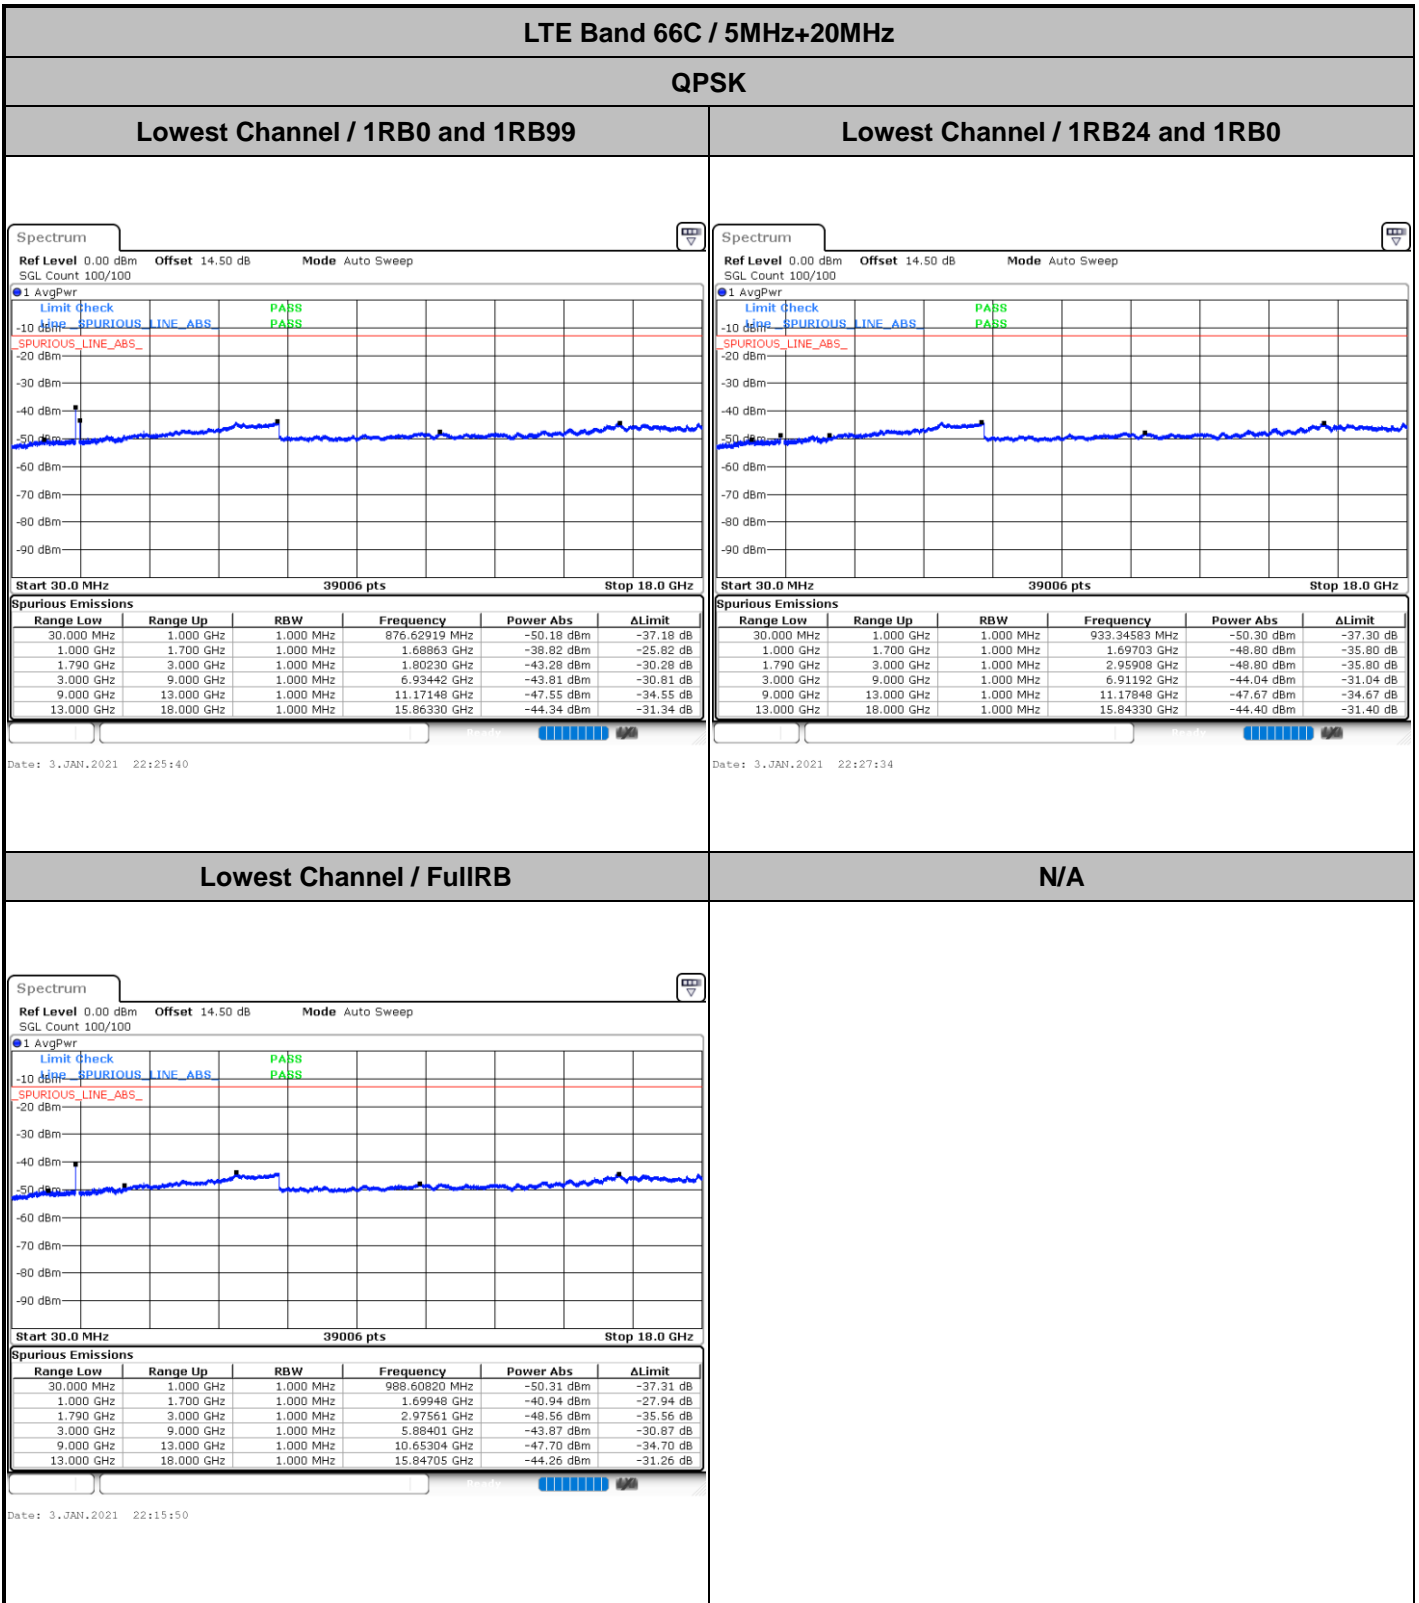 LTE Band 66C / 5MHz+20MHz
QPSK
Lowest Channel / 1RB0 and 1RB99
Lowest Channel / 1RB24 and 1RB0
Spectrum
Ref Level 0.00 dBm Offset 14.50 dB Mode Auto Sweep
SGL Count 100/100
1 AvgPwr
Limit Check PASS
-10 dBm Line _SPURIOUS_LINE_ABS_ PASS
_SPURIOUS_LINE_ABS_
-20 dBm
-30 dBm
-40 dBm
-50 dBm
-60 dBm
-70 dBm
-80 dBm
-90 dBm
Start 30.0 MHz 39006 pts Stop 18.0 GHz
Spurious Emissions
Range Low Range Up RBW Frequency Power Abs ΔLimit
30.000 MHz 1.000 GHz 1.000 MHz 876.62919 MHz -50.18 dBm -37.18 dB
1.000 GHz 1.700 GHz 1.000 MHz 1.68863 GHz -38.82 dBm -25.82 dB
1.790 GHz 3.000 GHz 1.000 MHz 1.80230 GHz -43.28 dBm -30.28 dB
3.000 GHz 9.000 GHz 1.000 MHz 6.93442 GHz -43.81 dBm -30.81 dB
9.000 GHz 13.000 GHz 1.000 MHz 11.17148 GHz -47.55 dBm -34.55 dB
13.000 GHz 18.000 GHz 1.000 MHz 15.86330 GHz -44.34 dBm -31.34 dB
Ready
Date: 3.JAN.2021 22:25:40
Spectrum
Ref Level 0.00 dBm Offset 14.50 dB Mode Auto Sweep
SGL Count 100/100
1 AvgPwr
Limit Check PASS
-10 dBm Line _SPURIOUS_LINE_ABS_ PASS
_SPURIOUS_LINE_ABS_
-20 dBm
-30 dBm
-40 dBm
-50 dBm
-60 dBm
-70 dBm
-80 dBm
-90 dBm
Start 30.0 MHz 39006 pts Stop 18.0 GHz
Spurious Emissions
Range Low Range Up RBW Frequency Power Abs ΔLimit
30.000 MHz 1.000 GHz 1.000 MHz 933.34583 MHz -50.30 dBm -37.30 dB
1.000 GHz 1.700 GHz 1.000 MHz 1.69703 GHz -48.80 dBm -35.80 dB
1.790 GHz 3.000 GHz 1.000 MHz 2.95908 GHz -48.80 dBm -35.80 dB
3.000 GHz 9.000 GHz 1.000 MHz 6.91192 GHz -44.04 dBm -31.04 dB
9.000 GHz 13.000 GHz 1.000 MHz 11.17848 GHz -47.67 dBm -34.67 dB
13.000 GHz 18.000 GHz 1.000 MHz 15.84330 GHz -44.40 dBm -31.40 dB
Ready
Date: 3.JAN.2021 22:27:34
Lowest Channel / FullRB
N/A
Spectrum
Ref Level 0.00 dBm Offset 14.50 dB Mode Auto Sweep
SGL Count 100/100
1 AvgPwr
Limit Check PASS
-10 dBm Line _SPURIOUS_LINE_ABS_ PASS
_SPURIOUS_LINE_ABS_
-20 dBm
-30 dBm
-40 dBm
-50 dBm
-60 dBm
-70 dBm
-80 dBm
-90 dBm
Start 30.0 MHz 39006 pts Stop 18.0 GHz
Spurious Emissions
Range Low Range Up RBW Frequency Power Abs ΔLimit
30.000 MHz 1.000 GHz 1.000 MHz 988.60820 MHz -50.31 dBm -37.31 dB
1.000 GHz 1.700 GHz 1.000 MHz 1.69948 GHz -40.94 dBm -27.94 dB
1.790 GHz 3.000 GHz 1.000 MHz 2.97561 GHz -48.56 dBm -35.56 dB
3.000 GHz 9.000 GHz 1.000 MHz 5.88401 GHz -43.87 dBm -30.87 dB
9.000 GHz 13.000 GHz 1.000 MHz 10.65304 GHz -47.70 dBm -34.70 dB
13.000 GHz 18.000 GHz 1.000 MHz 15.84705 GHz -44.26 dBm -31.26 dB
Ready
Date: 3.JAN.2021 22:15:50